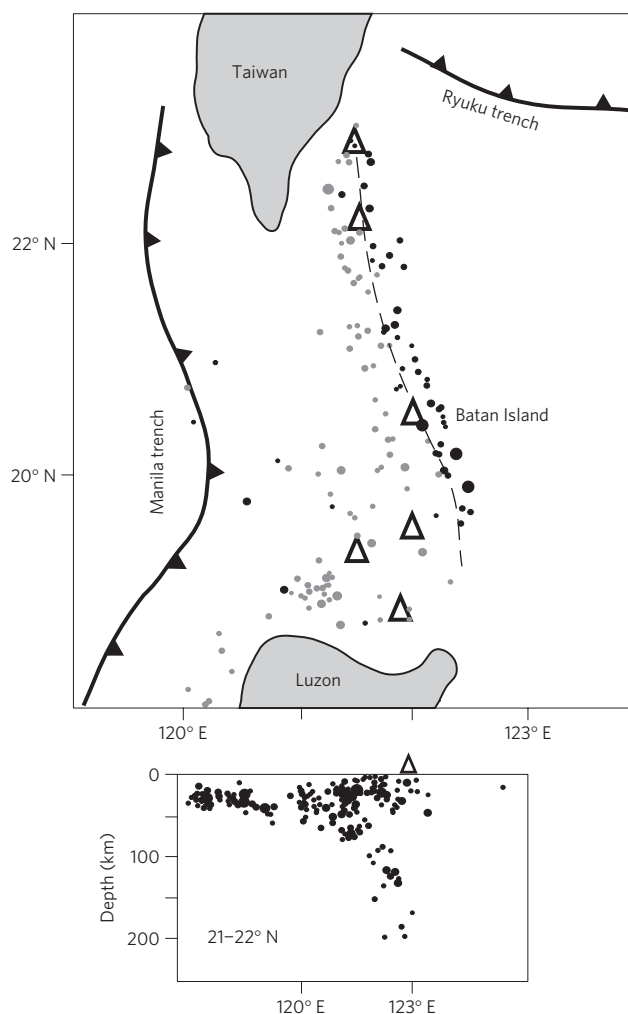 Taiwan
Ryuku trench
22° N
Batan Island
Manila trench
20° N
Luzon
120° E
123° E
0
100
200
Depth (km)
21–22° N
120° E
123° E